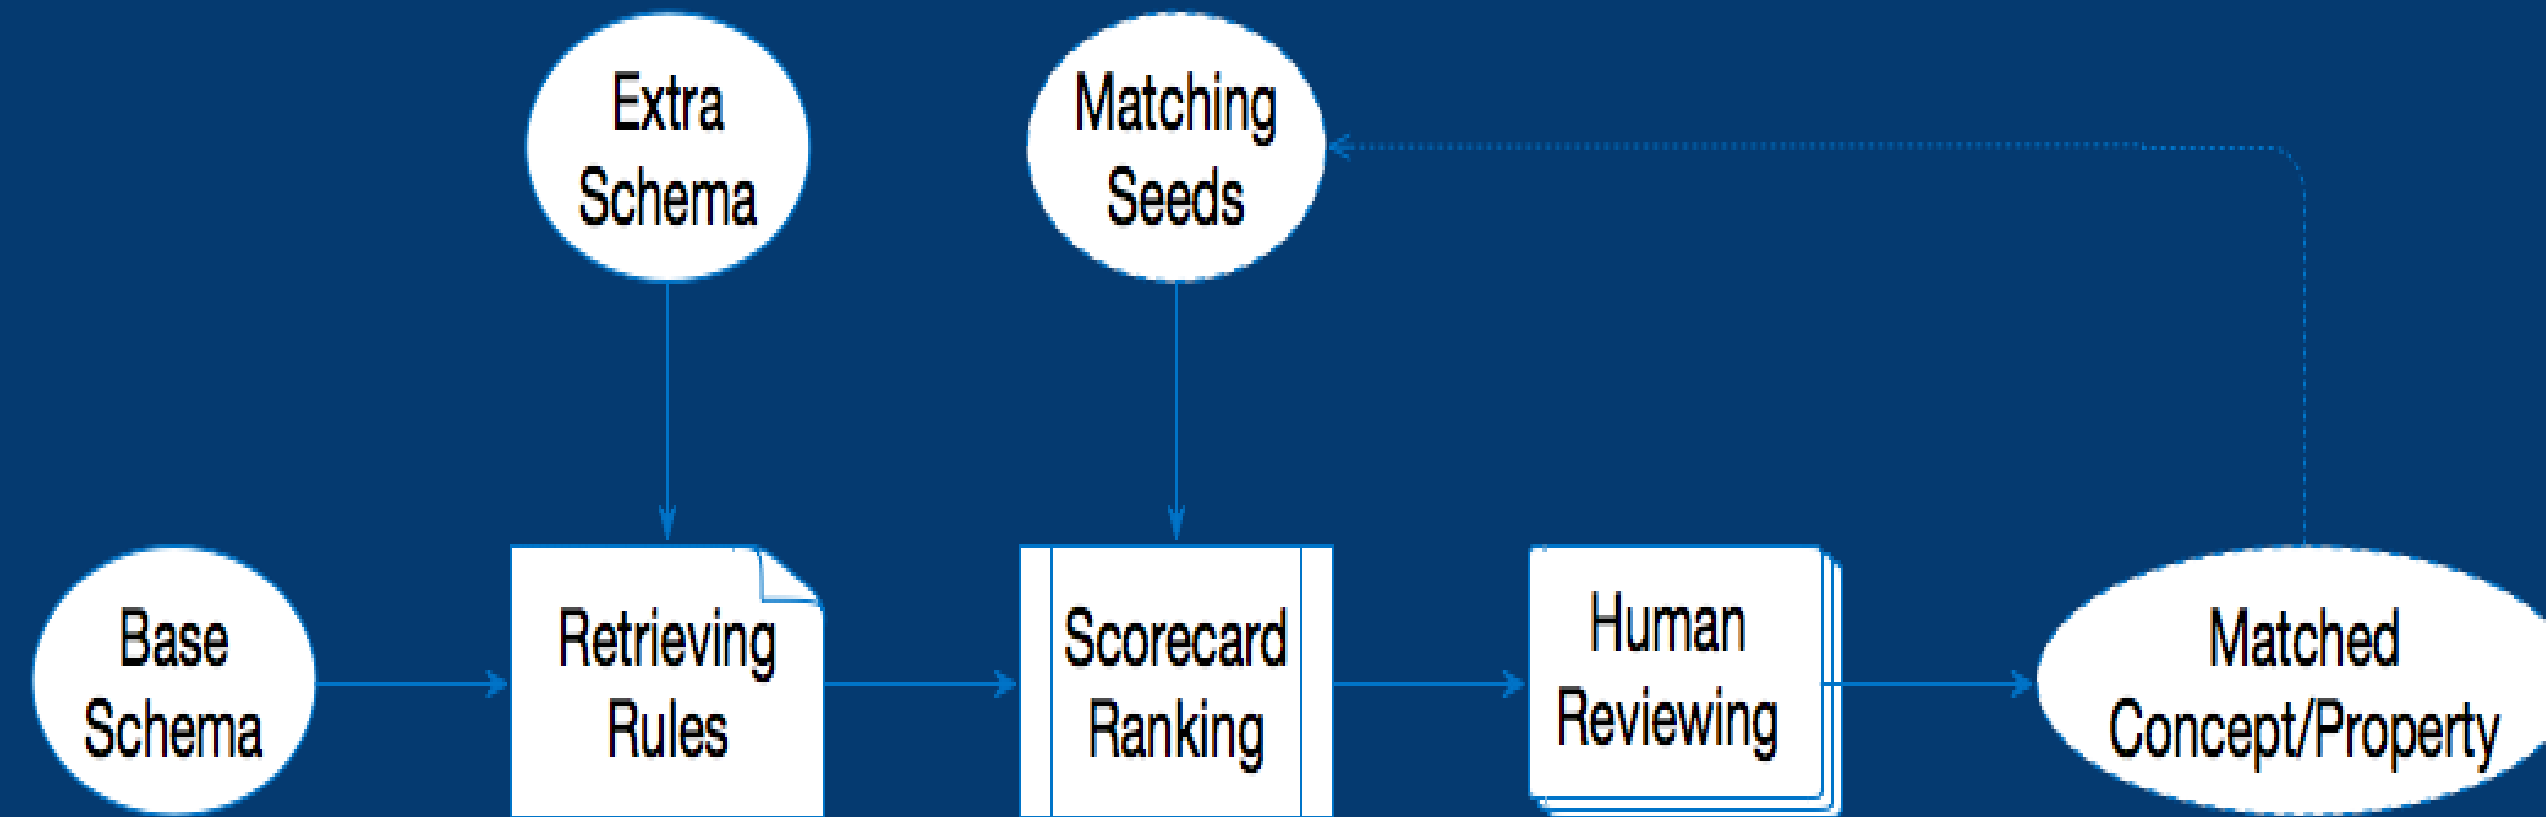 Extra
Schema
Matching
Seeds
Base
Schema
Retrieving
Rules
Scorecard
Ranking
Human
Reviewing
Matched
Concept/Property